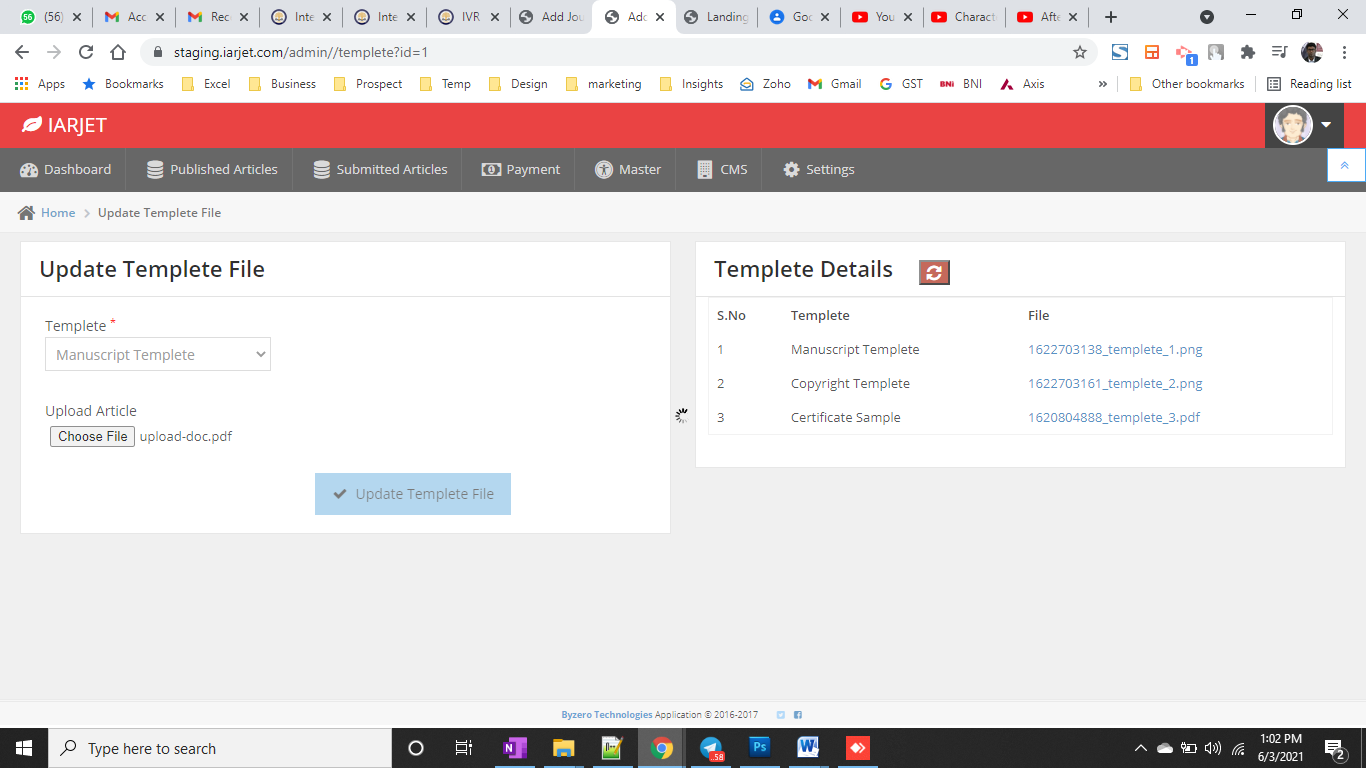 56 (56) Acc Rec Inte Inte IVR Add Jou Add Landing Goo You Charact Afte
staging.iarjet.com/admin//templete?id=1
1
Apps Bookmarks Excel Business Prospect Temp Design marketing Insights Zoho Gmail GST BNI BNI Axis » Other bookmarks Reading list
IARJET
Dashboard Published Articles Submitted Articles Payment Master CMS Settings
Home > Update Templete File
Update Templete File
Templete *
Manuscript Templete
Upload Article
Choose File upload-doc.pdf
Update Templete File
Templete Details
S.No Templete File
1 Manuscript Templete 1622703138_templete_1.png
2 Copyright Templete 1622703161_templete_2.png
3 Certificate Sample 1620804888_templete_3.pdf
Byzero Technologies Application © 2016-2017
Type here to search
N
.58
Ps
W
1:02 PM
6/3/2021
2